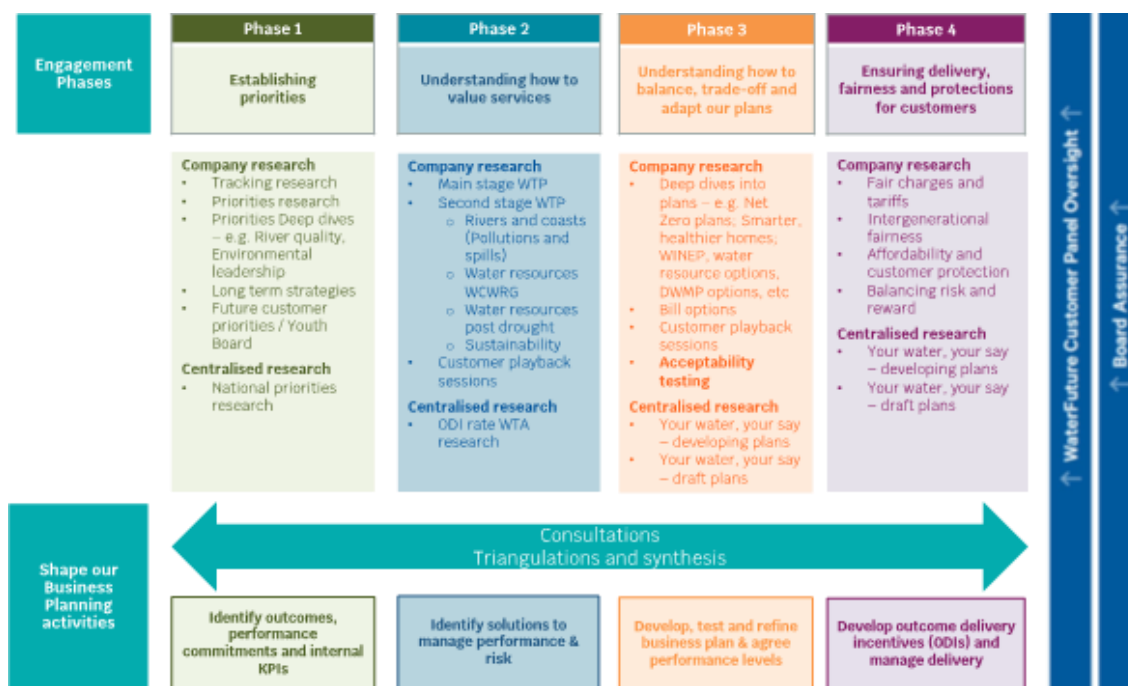 Engagement
Phases
Phase 1
Establishing
priorities
Phase 2
Understanding how to
value services
Phase 3
Understanding how to
balance, trade-off and
adapt our plans
Phase 4
Ensuring delivery,
fairness and protections
for customers
Company research
• Tracking research
• Priorities research
• Priorities Deep dives
– e.g. River quality,
Environmental
leadership
• Long term strategies
• Future customer
priorities / Youth
Board
Centralised research
• National priorities
research
Company research
• Main stage WTP
• Second stage WTP
o Rivers and coasts
(Pollutions and
spills)
o Water resources
WCWRG
o Water resources
post drought
o Sustainability
• Customer playback
sessions
Centralised research
• ODI rate WTA
research
Company research
• Deep dives into
plans – e.g. Net
Zero plans; Smarter,
healthier homes;
WINEP, water
resource options,
DWMP options, etc
• Bill options
• Customer playback
sessions
• Acceptability
testing
Centralised research
• Your water, your say
– developing plans
• Your water, your say
– draft plans
Company research
• Fair charges and
tariffs
• Intergenerational
fairness
• Affordability and
customer protection
• Balancing risk and
reward
Centralised research
• Your water, your say
– developing plans
• Your water, your say
– draft plans
Shape our
Business
Planning
activities
Consultations
Triangulations and synthesis
Identify outcomes,
performance
commitments and internal
KPIs
Identify solutions to
manage performance &
risk
Develop, test and refine
business plan & agree
performance levels
Develop outcome delivery
incentives (ODIs) and
manage delivery
↑ WaterFuture Customer Panel Oversight ↑
↑ Board Assurance ↑